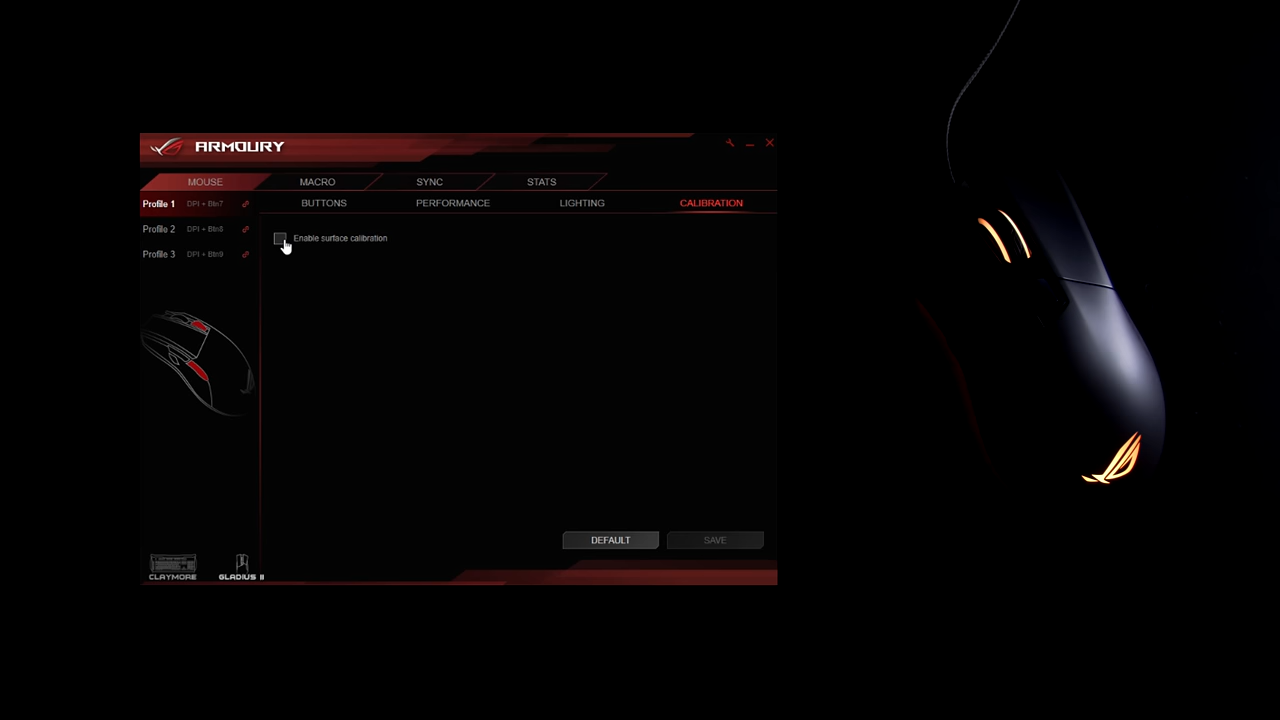 ARMOURY
MOUSE MACRO SYNC STATS
Profile 1 DPI + Btn7 BUTTONS PERFORMANCE LIGHTING CALIBRATION
Profile 2 DPI + Btn8
Profile 3 DPI + Btn9
Enable surface calibration
DEFAULT SAVE
CLAYMORE GLADIUS II